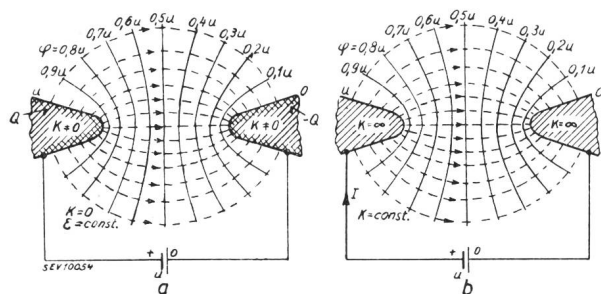 0,5u
0,6u 0,4u
0,7u 0,3u
φ=0,8u 0,2u
0,9u 0,1u
u 0
Q K≠0 K≠0 -Q
K=0
ε=const.
+ 0
u
SEV10054
a
0,5u
0,6u 0,4u
0,7u 0,3u
φ=0,8u 0,2u
0,9u 0,1u
u 0
K=∞ K=∞
I
K=const.
+ 0
u
b